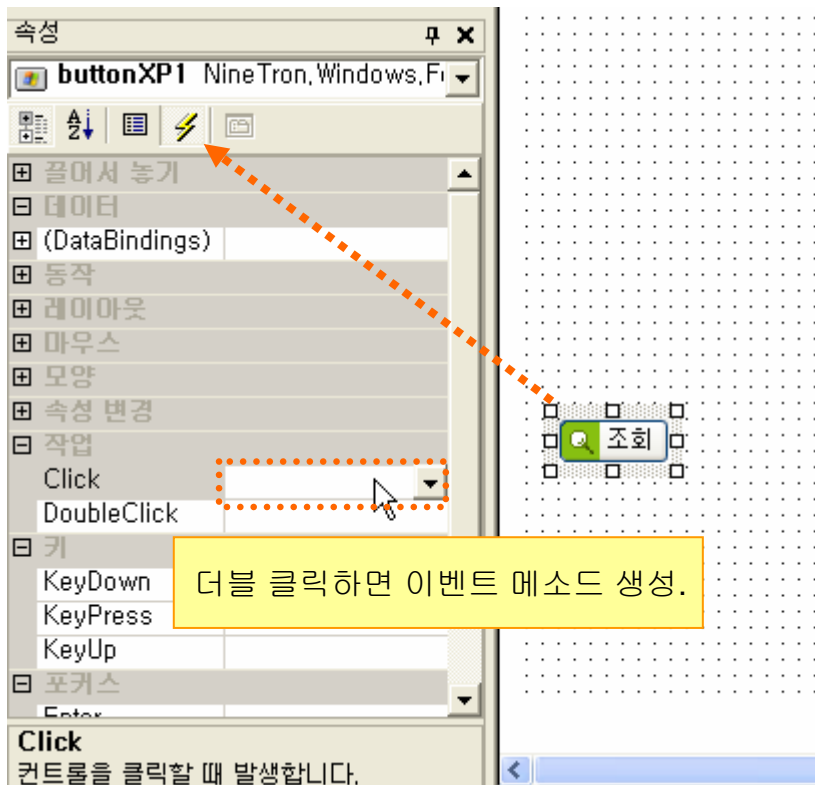 속성
buttonXP1 NineTron,Windows,Fi
끌어서 놓기
데이터
(DataBindings)
동작
레이아웃
마우스
모양
속성 변경
작업
Click
조회
DoubleClick
키
KeyDown
더블 클릭하면 이벤트 메소드 생성.
KeyPress
KeyUp
포커스
Enter
Click
컨트롤을 클릭할 때 발생합니다.